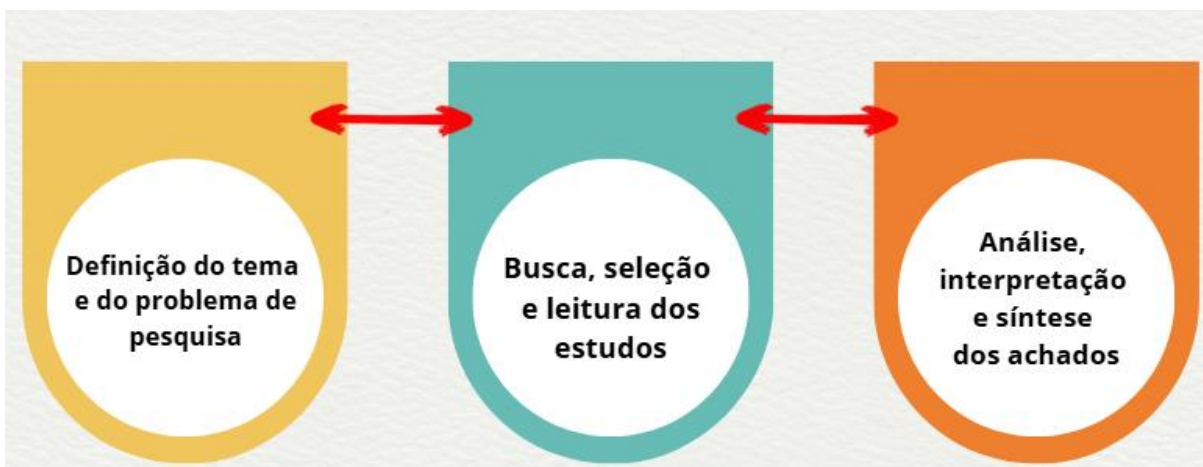 Definição do tema
e do problema de
pesquisa
Busca, seleção
e leitura dos
estudos
Análise,
interpretação
e síntese
dos achados